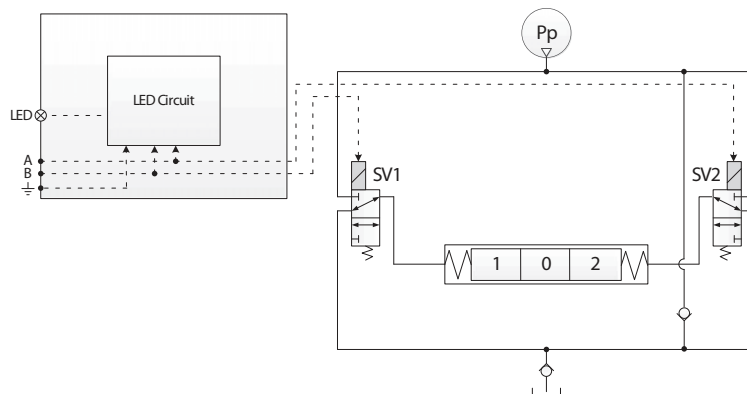 Pp
LED Circuit
LED
A
B
SV1
SV2
1 0 2